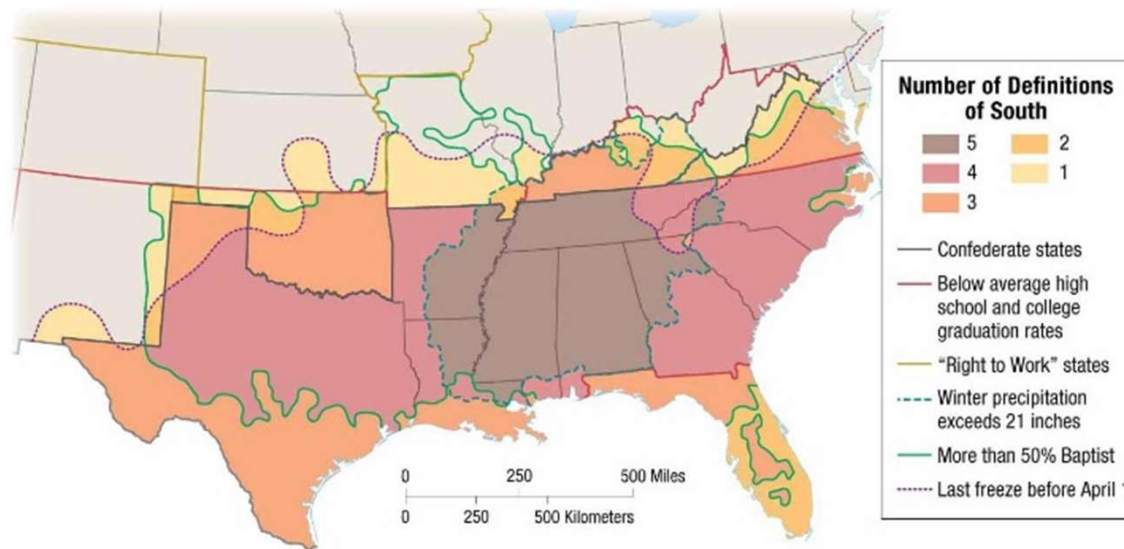 Number of Definitions
of South
5
2
4
1
3
Confederate states
Below average high
school and college
graduation rates
"Right to Work" states
Winter precipitation
exceeds 21 inches
More than 50% Baptist
Last freeze before April 1
0 250 500 Miles
0 250 500 Kilometers